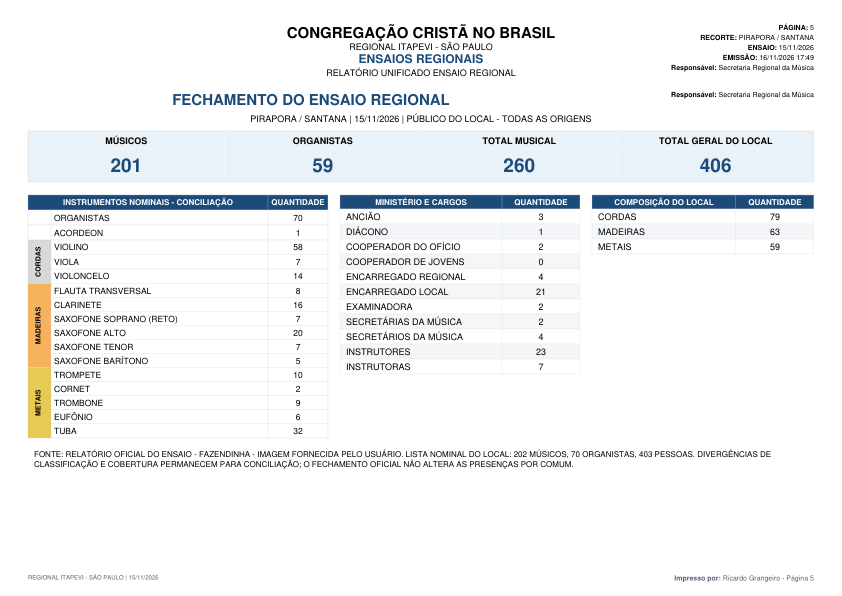 CONGREGAÇÃO CRISTÃ NO BRASIL
REGIONAL ITAPEVI - SÃO PAULO
ENSAIOS REGIONAIS
RELATÓRIO UNIFICADO ENSAIO REGIONAL
PÁGINA: 5
RECORTE: PIRAPORA / SANTANA
ENSAIO: 15/11/2026
EMISSÃO: 16/11/2026 17:49
Responsável: Secretaria Regional da Música
Responsável: Secretaria Regional da Música
FECHAMENTO DO ENSAIO REGIONAL
PIRAPORA / SANTANA | 15/11/2026 | PÚBLICO DO LOCAL - TODAS AS ORIGENS
MÚSICOS ORGANISTAS TOTAL MUSICAL TOTAL GERAL DO LOCAL
201 59 260 406
INSTRUMENTOS NOMINAIS - CONCILIAÇÃO QUANTIDADE
ORGANISTAS 70
ACORDEON 1
CORDAS
VIOLINO 58
VIOLA 7
VIOLONCELO 14
MADEIRAS
FLAUTA TRANSVERSAL 8
CLARINETE 16
SAXOFONE SOPRANO (RETO) 7
SAXOFONE ALTO 20
SAXOFONE TENOR 7
SAXOFONE BARÍTONO 5
METAIS
TROMPETE 10
CORNET 2
TROMBONE 9
EUFÔNIO 6
TUBA 32
MINISTÉRIO E CARGOS QUANTIDADE
ANCIÃO 3
DIÁCONO 1
COOPERADOR DO OFÍCIO 2
COOPERADOR DE JOVENS 0
ENCARREGADO REGIONAL 4
ENCARREGADO LOCAL 21
EXAMINADORA 2
SECRETÁRIAS DA MÚSICA 2
SECRETÁRIOS DA MÚSICA 4
INSTRUTORES 23
INSTRUTORAS 7
COMPOSIÇÃO DO LOCAL QUANTIDADE
CORDAS 79
MADEIRAS 63
METAIS 59
FONTE: RELATÓRIO OFICIAL DO ENSAIO - FAZENDINHA - IMAGEM FORNECIDA PELO USUÁRIO. LISTA NOMINAL DO LOCAL: 202 MÚSICOS, 70 ORGANISTAS, 403 PESSOAS. DIVERGÊNCIAS DE
CLASSIFICAÇÃO E COBERTURA PERMANECEM PARA CONCILIAÇÃO; O FECHAMENTO OFICIAL NÃO ALTERA AS PRESENÇAS POR COMUM.
REGIONAL ITAPEVI - SÃO PAULO | 15/11/2026
Impresso por: Ricardo Grangeiro - Página 5